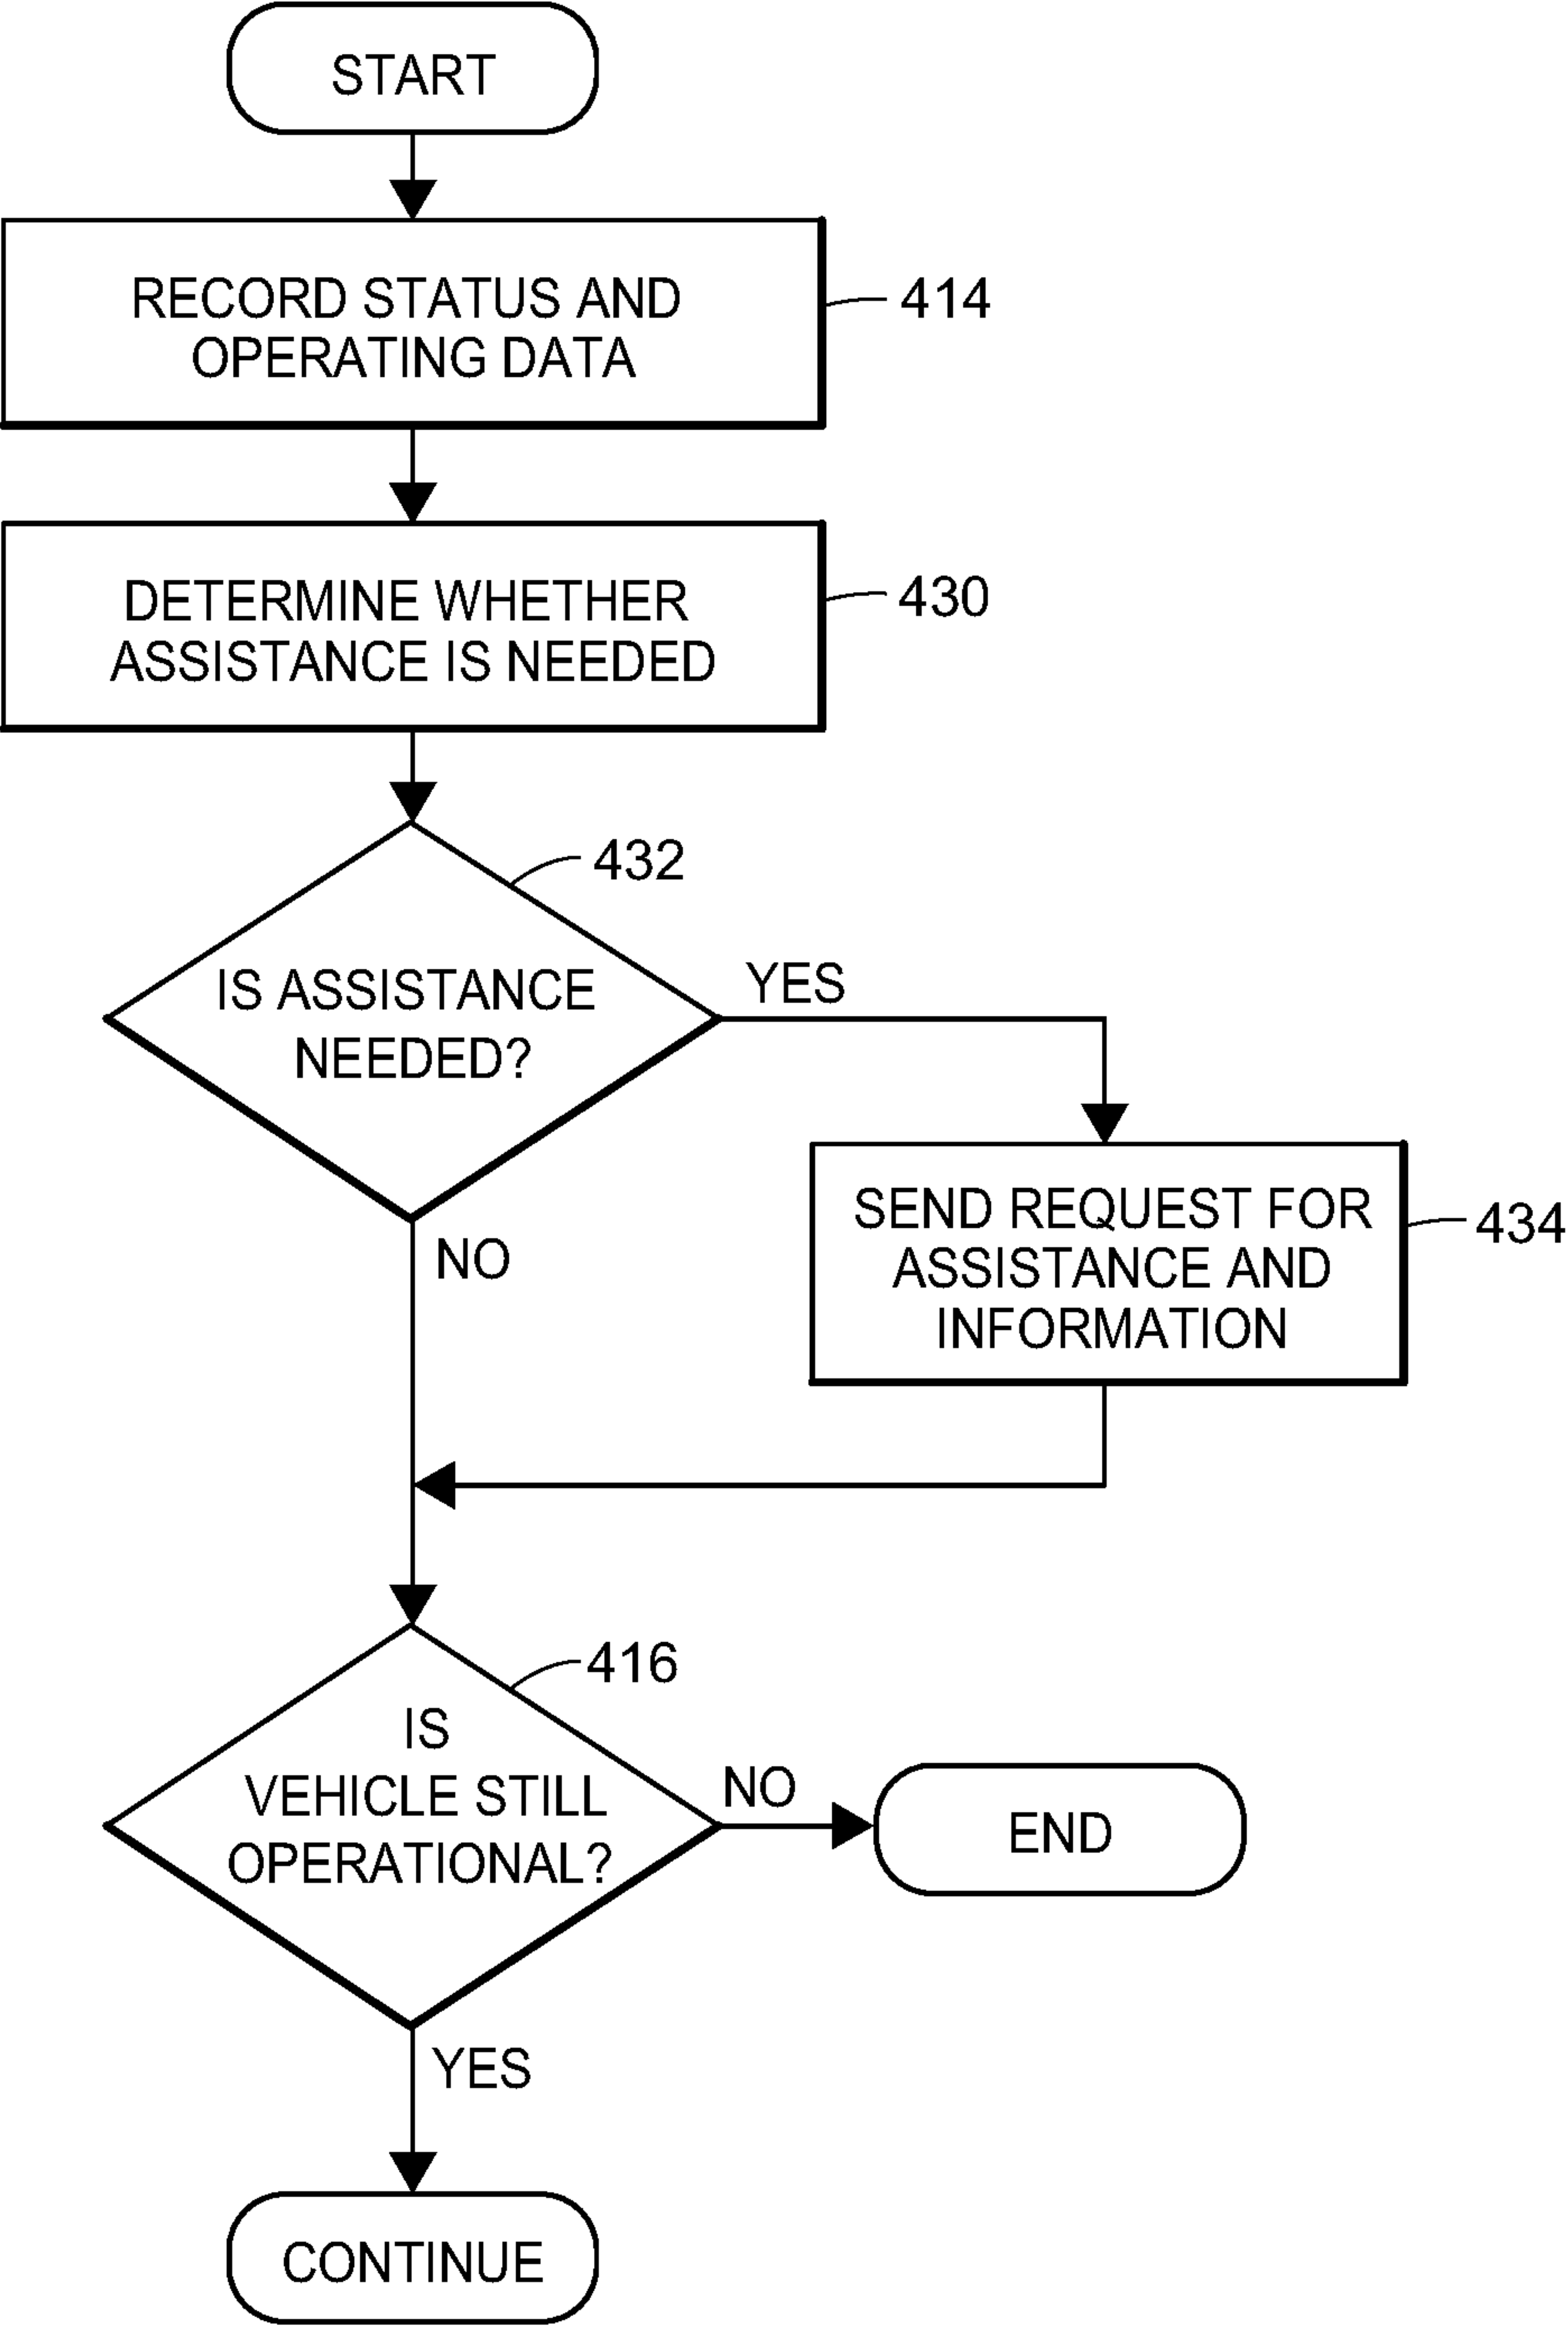 START
RECORD STATUS AND
OPERATING DATA
414
DETERMINE WHETHER
ASSISTANCE IS NEEDED
430
432
IS ASSISTANCE
NEEDED?
YES
NO
SEND REQUEST FOR
ASSISTANCE AND
INFORMATION
434
416
IS
VEHICLE STILL
OPERATIONAL?
NO
END
YES
CONTINUE